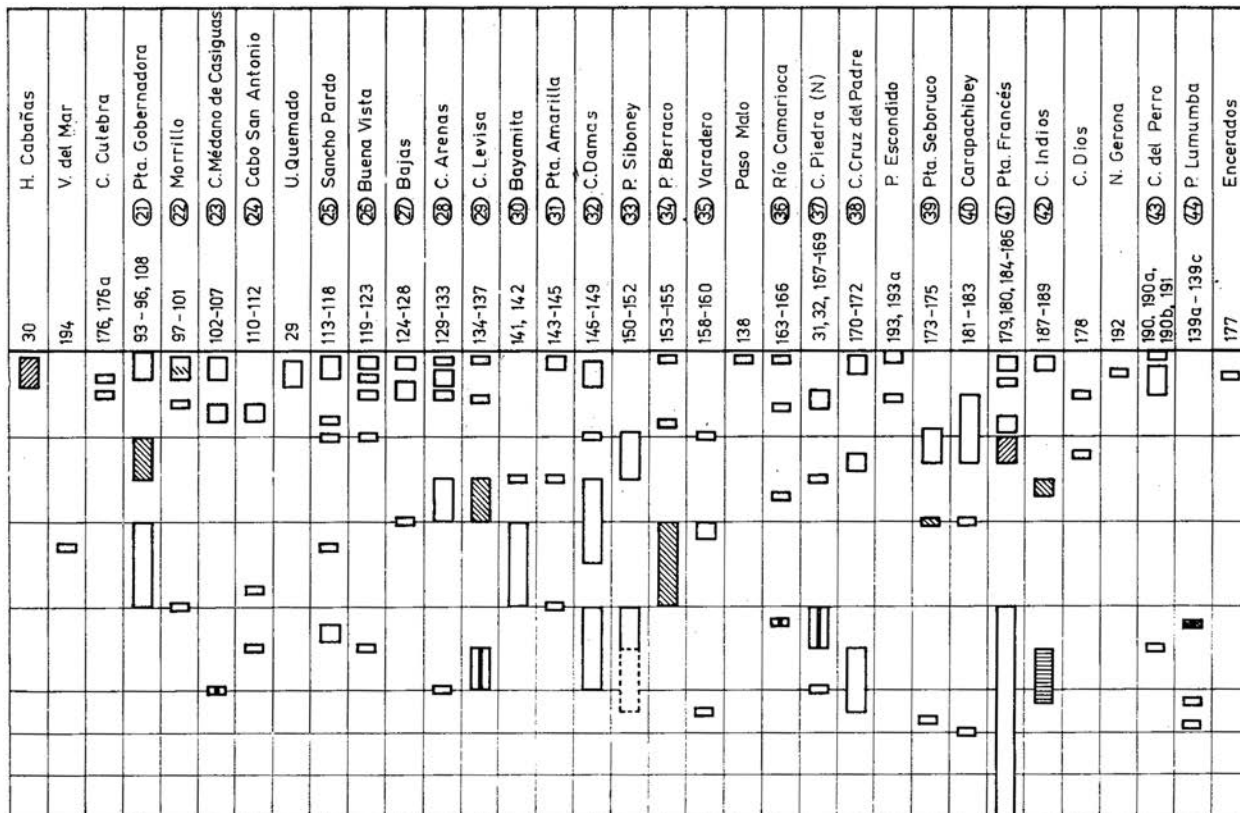 H. Cabañas
30
V. del Mar
194
C. Culebra
176, 176a
(21) Pta. Gobernadora
93-96, 108
(22) Morrillo
97-101
(23) C. Médano de Casiguas
102-107
(24) Cabo San Antonio
110-112
U. Quemado
29
(25) Sancho Pardo
113-118
(26) Buena Vista
119-123
(27) Bajas
124-128
(28) C. Arenas
129-133
(29) C. Levisa
134-137
(30) Bayamita
141, 142
(31) Pta. Amarilla
143-145
(32) C. Damas
146-149
(33) P. Siboney
150-152
(34) P. Berraco
153-155
(35) Varadero
158-160
Paso Malo
138
(36) Río Camarioca
163-166
(37) C. Piedra (N)
31, 32, 167-169
(38) C. Cruz del Padre
170-172
P. Escondido
193, 193a
(39) Pta. Seboruco
173-175
(40) Carapachibey
181-183
(41) Pta. Francés
179, 180, 184-186
(42) C. Indios
187-189
C. Dios
178
N. Gerona
192
(43) C. del Perro
190, 190a,
190b, 191
(44) P. Lumumba
139a-139c
Encerados
177